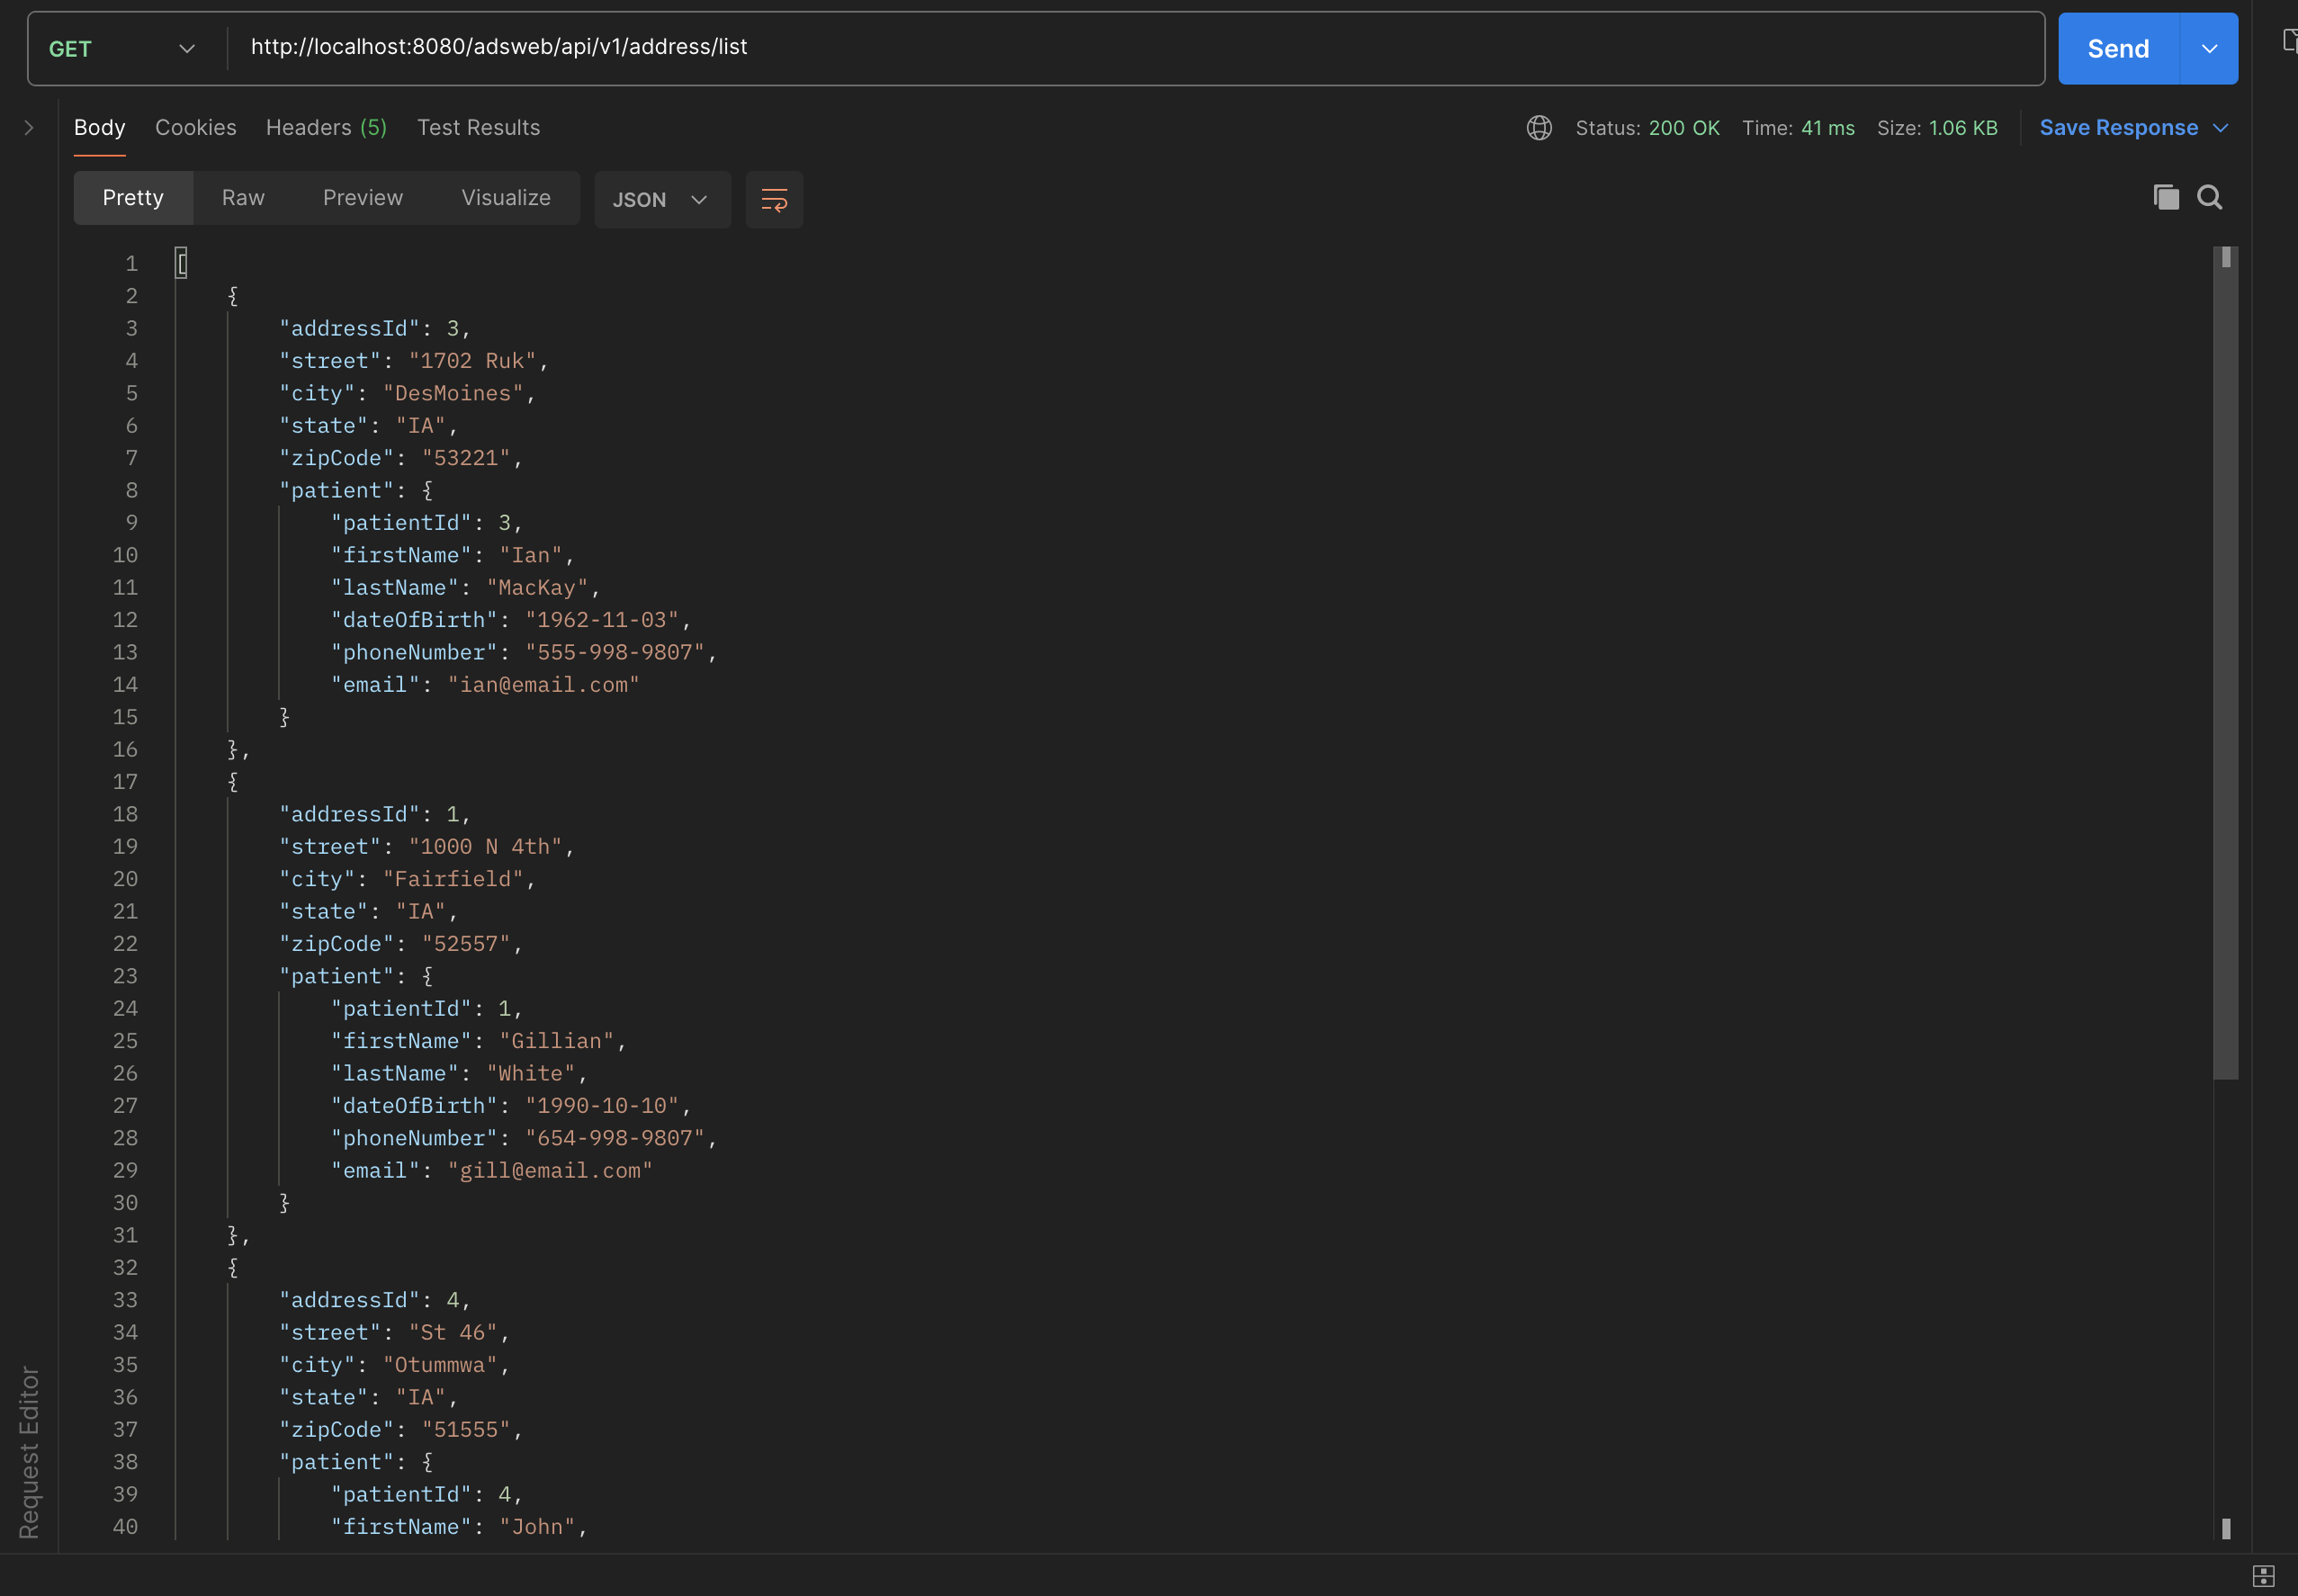 GET http://localhost:8080/adsweb/api/v1/address/list Send
Body Cookies Headers (5) Test Results Status: 200 OK Time: 41 ms Size: 1.06 KB Save Response
Pretty Raw Preview Visualize JSON
1 [
2 {
3 "addressId": 3,
4 "street": "1702 Ruk",
5 "city": "DesMoines",
6 "state": "IA",
7 "zipCode": "53221",
8 "patient": {
9 "patientId": 3,
10 "firstName": "Ian",
11 "lastName": "MacKay",
12 "dateOfBirth": "1962-11-03",
13 "phoneNumber": "555-998-9807",
14 "email": "ian@email.com"
15 }
16 },
17 {
18 "addressId": 1,
19 "street": "1000 N 4th",
20 "city": "Fairfield",
21 "state": "IA",
22 "zipCode": "52557",
23 "patient": {
24 "patientId": 1,
25 "firstName": "Gillian",
26 "lastName": "White",
27 "dateOfBirth": "1990-10-10",
28 "phoneNumber": "654-998-9807",
29 "email": "gill@email.com"
30 }
31 },
32 {
33 "addressId": 4,
34 "street": "St 46",
35 "city": "Otummwa",
36 "state": "IA",
37 "zipCode": "51555",
38 "patient": {
39 "patientId": 4,
40 "firstName": "John",
Request Editor